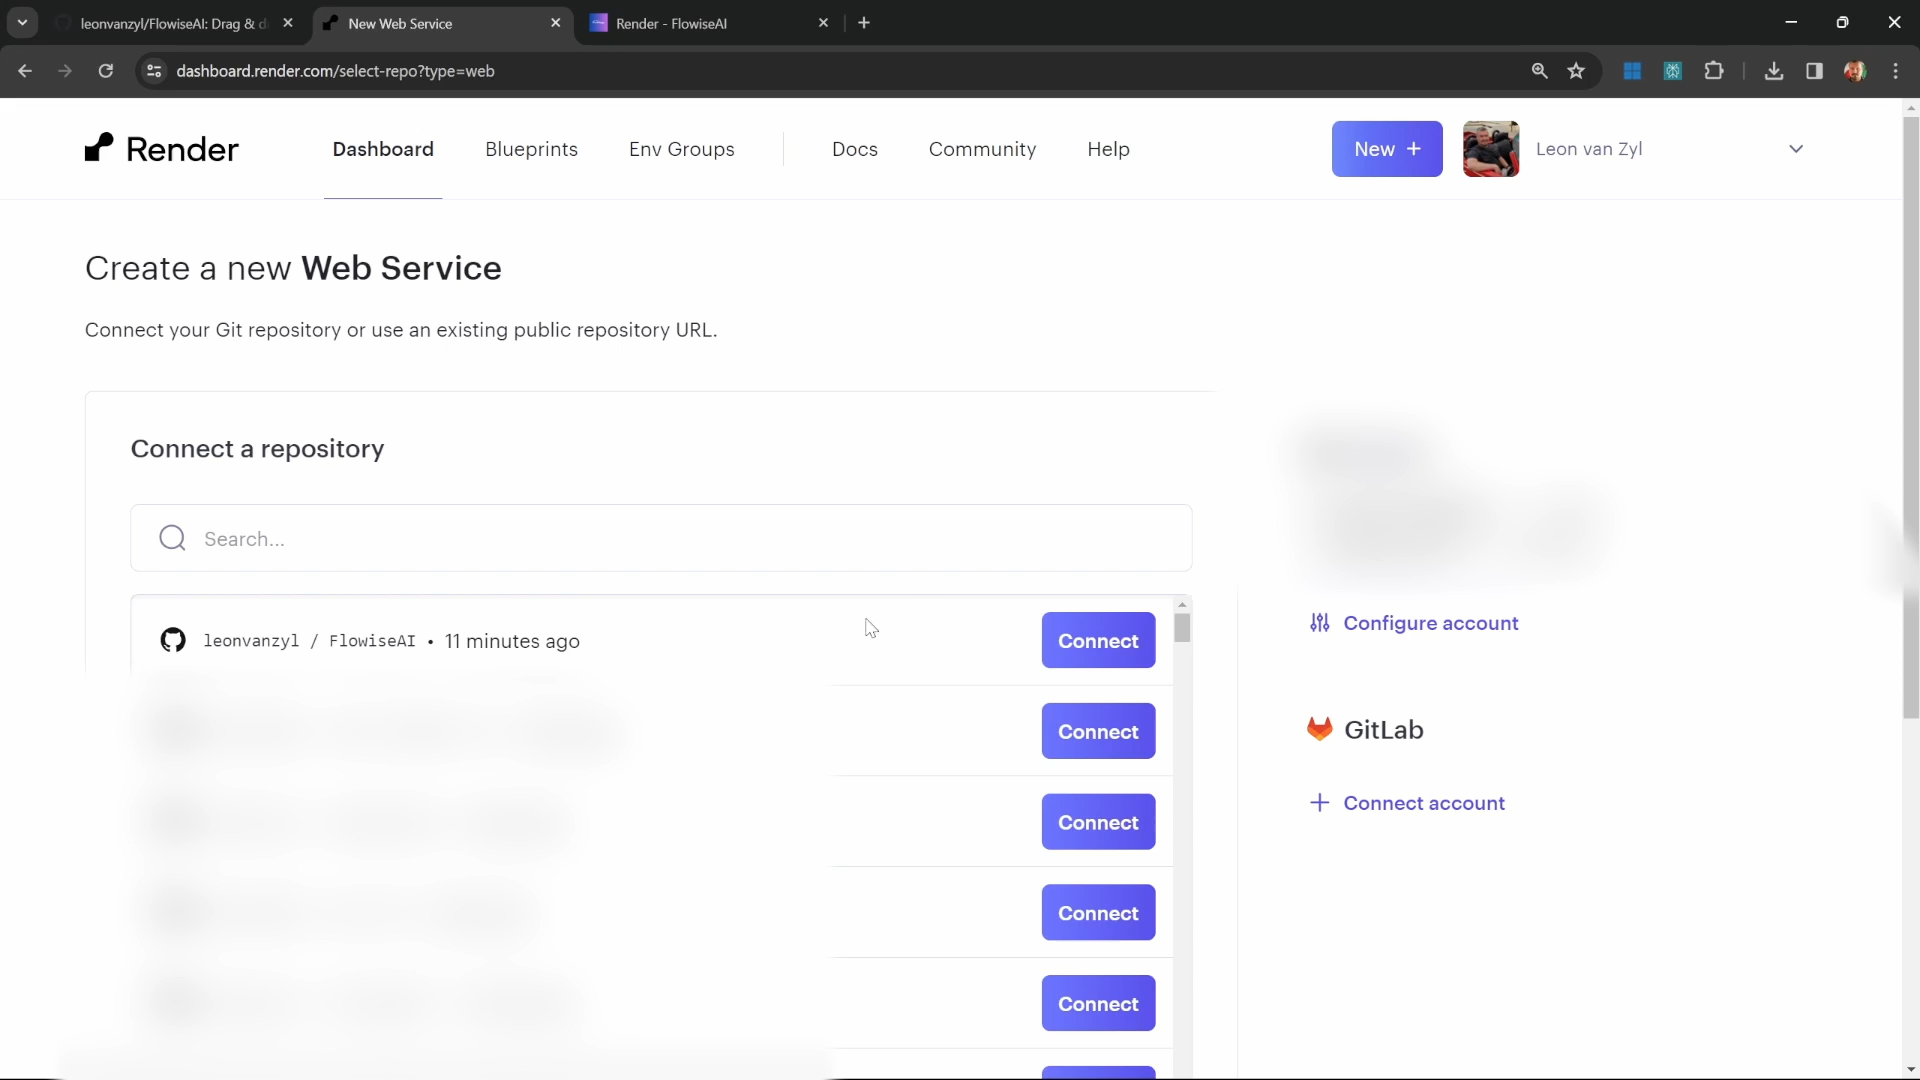 leonvanzyl/FlowiseAI: Drag & d
New Web Service
Render - FlowiseAI
dashboard.render.com/select-repo?type=web
Render
Dashboard
Blueprints
Env Groups
Docs
Community
Help
New +
Leon van Zyl
Create a new Web Service
Connect your Git repository or use an existing public repository URL.
Connect a repository
Search...
leonvanzyl / FlowiseAI • 11 minutes ago
Connect
Connect
Connect
Connect
Connect
Configure account
GitLab
Connect account